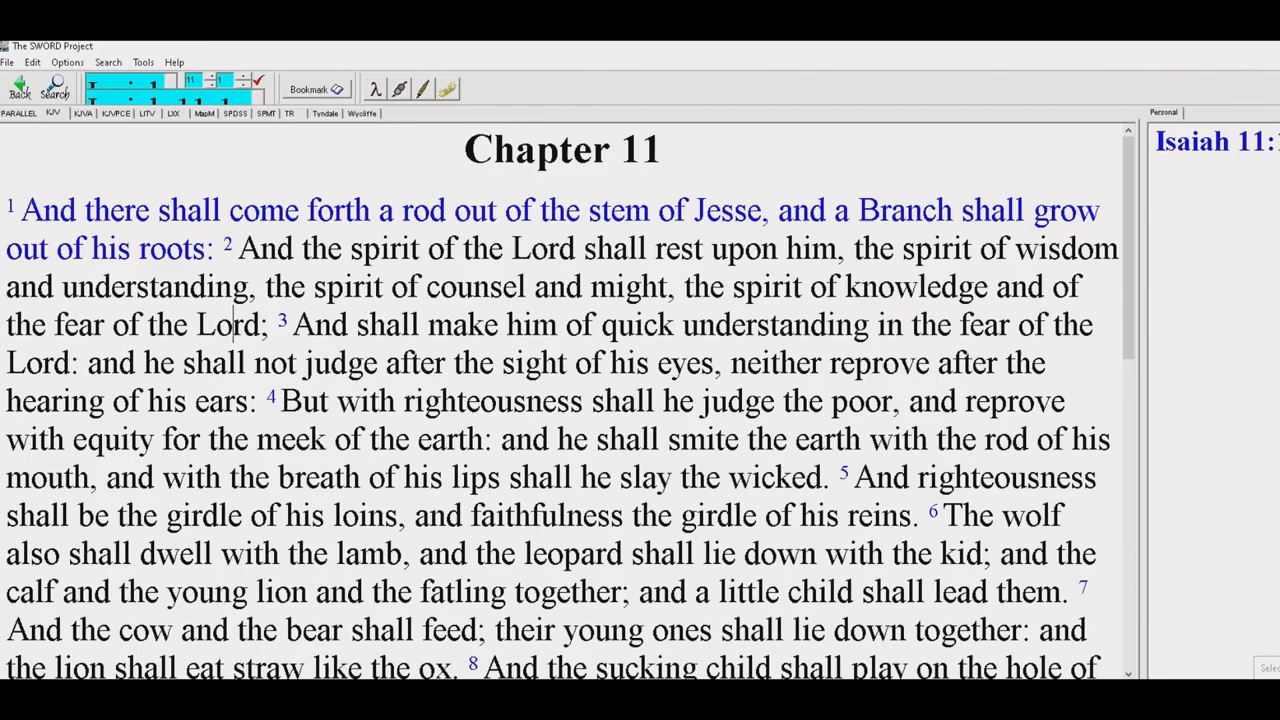 The SWORD Project
File Edit Options Search Tools Help
Back Search 11 1 Bookmark λ
PARALLEL KJV KJVA KJVPCE LITV LXX MapM SPDSS SPMT TR Tyndale Wycliffe
Personal
Isaiah 11:1
Chapter 11
1 And there shall come forth a rod out of the stem of Jesse, and a Branch shall grow
out of his roots: 2 And the spirit of the Lord shall rest upon him, the spirit of wisdom
and understanding, the spirit of counsel and might, the spirit of knowledge and of
the fear of the Lord; 3 And shall make him of quick understanding in the fear of the
Lord: and he shall not judge after the sight of his eyes, neither reprove after the
hearing of his ears: 4 But with righteousness shall he judge the poor, and reprove
with equity for the meek of the earth: and he shall smite the earth with the rod of his
mouth, and with the breath of his lips shall he slay the wicked. 5 And righteousness
shall be the girdle of his loins, and faithfulness the girdle of his reins. 6 The wolf
also shall dwell with the lamb, and the leopard shall lie down with the kid; and the
calf and the young lion and the fatling together; and a little child shall lead them. 7
And the cow and the bear shall feed; their young ones shall lie down together: and
the lion shall eat straw like the ox. 8 And the sucking child shall play on the hole of